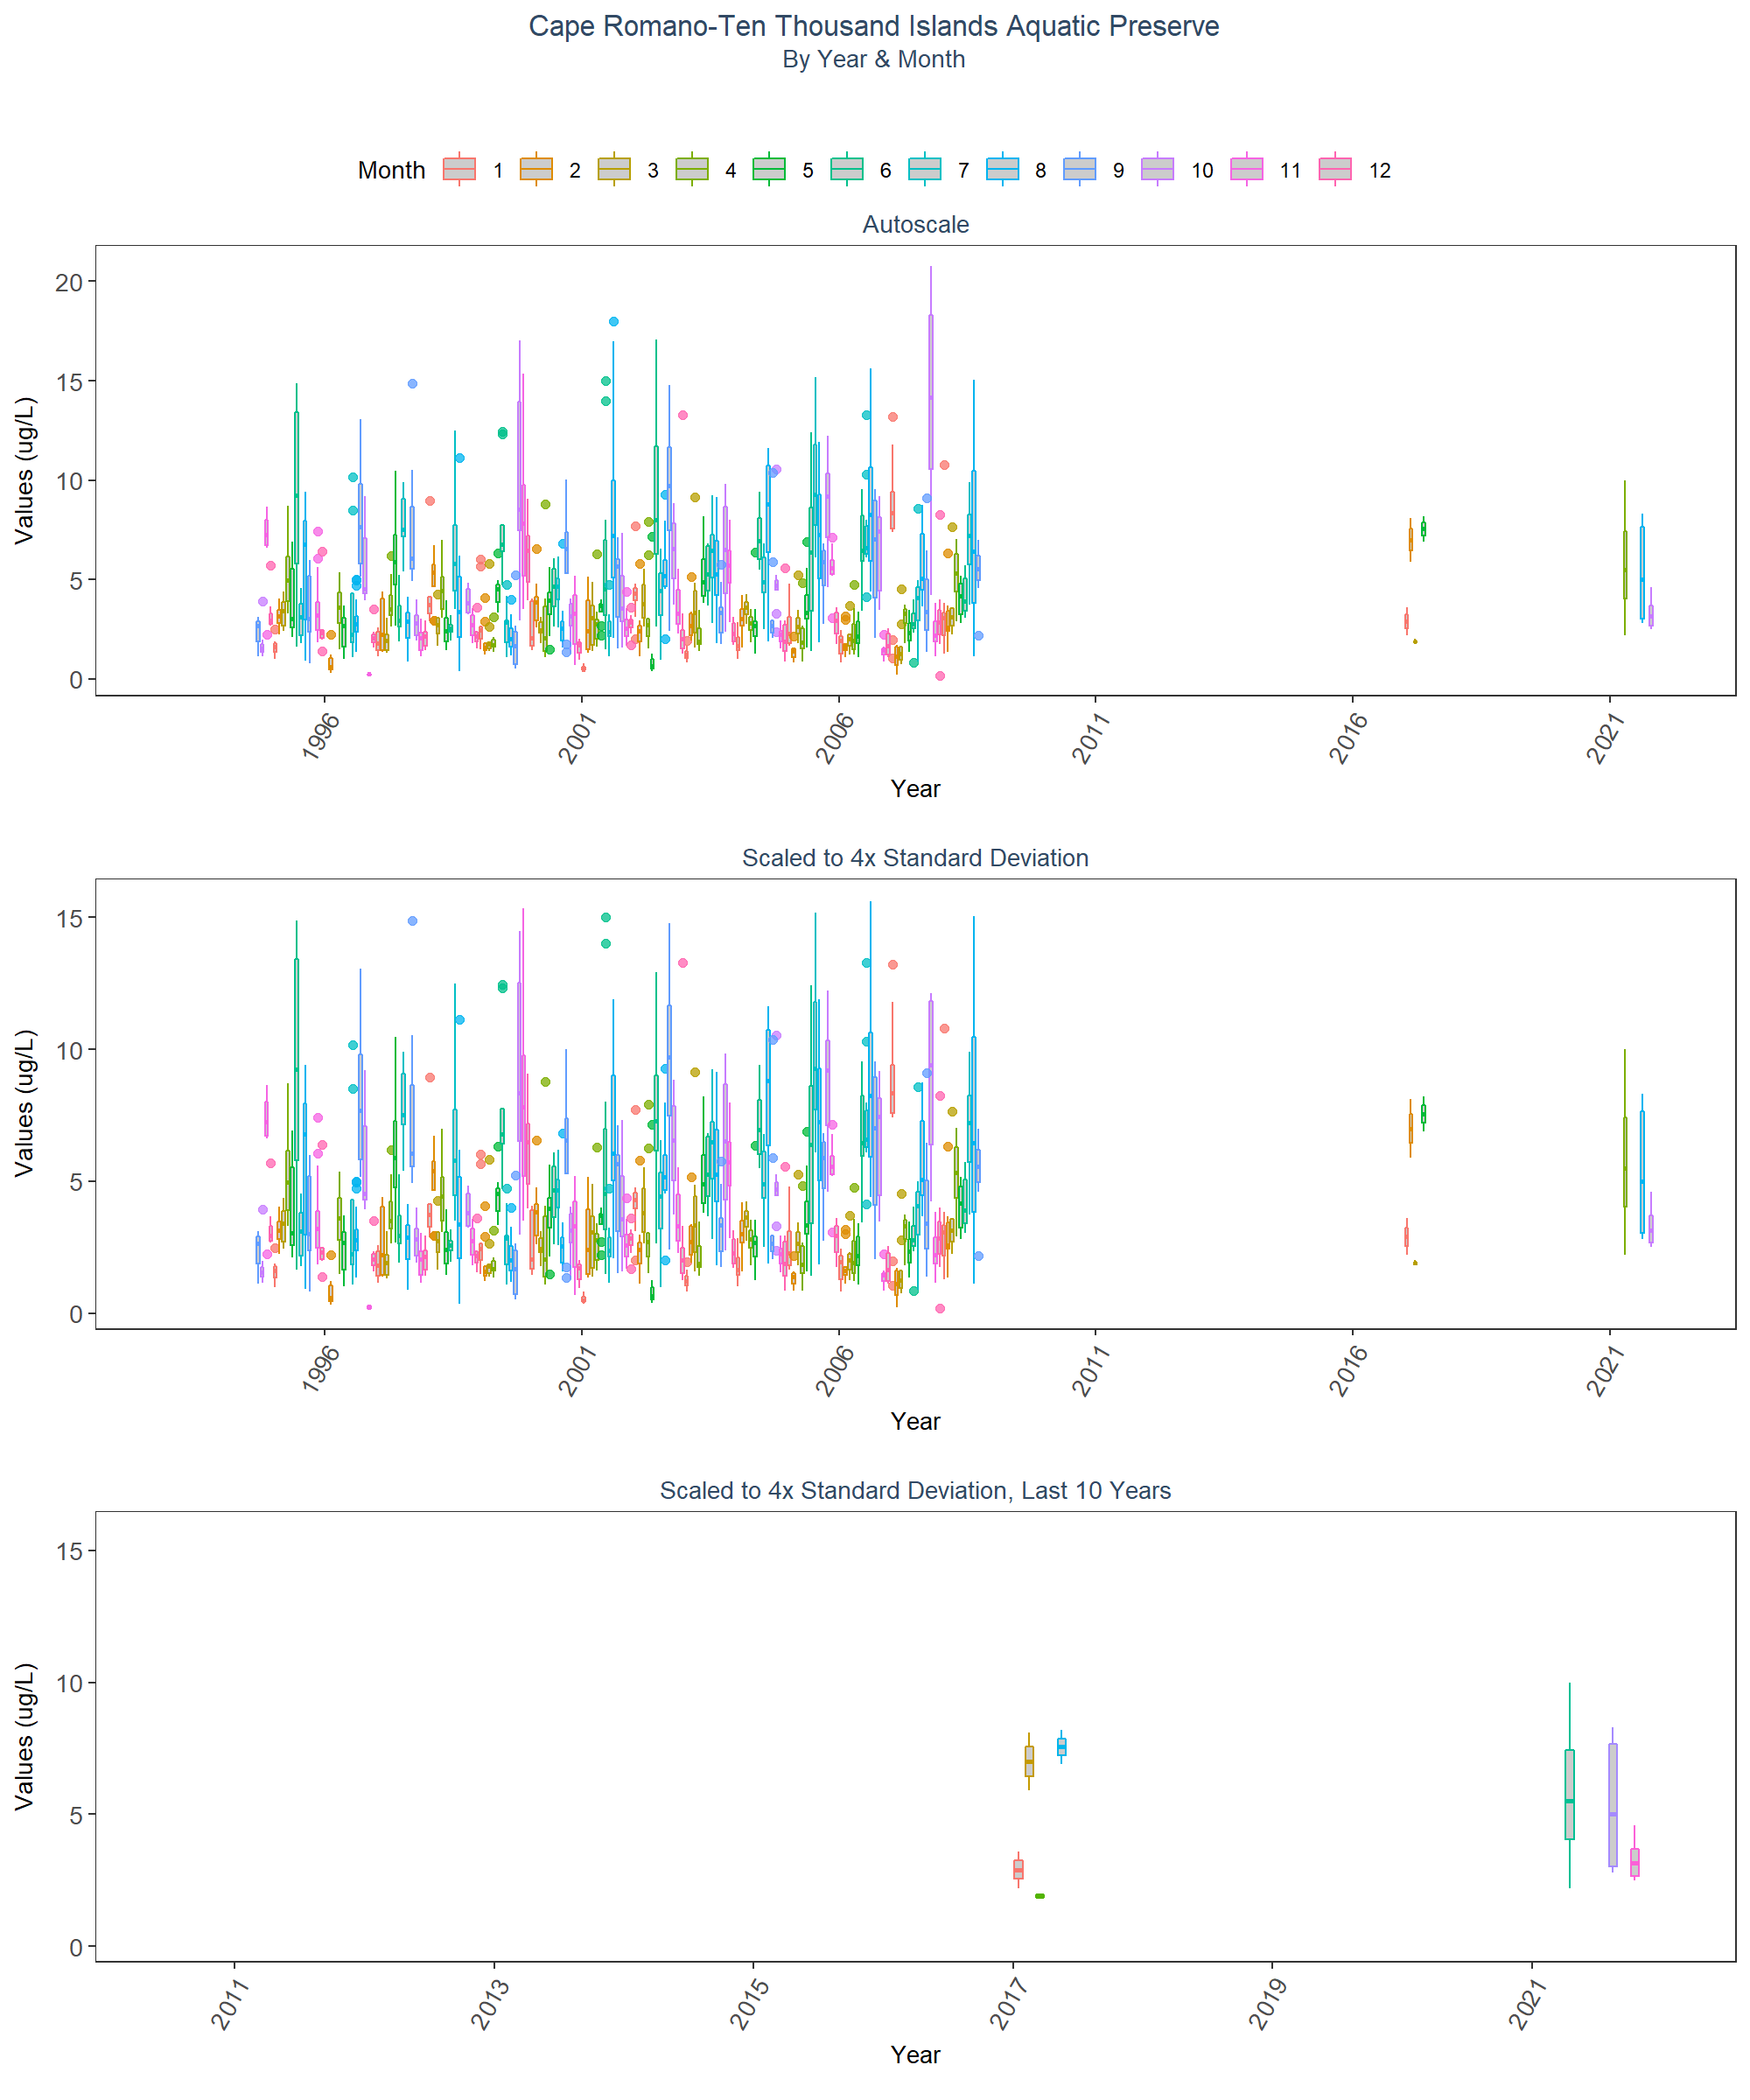 Cape Romano-Ten Thousand Islands Aquatic Preserve
By Year & Month
Month 1 2 3 4 5 6 7 8 9 10 11 12
Autoscale
Values (ug/L)
20
15
10
5
0
1996 2001 2006 2011 2016 2021
Year
Scaled to 4x Standard Deviation
Values (ug/L)
15
10
5
0
1996 2001 2006 2011 2016 2021
Year
Scaled to 4x Standard Deviation, Last 10 Years
Values (ug/L)
15
10
5
0
2011 2013 2015 2017 2019 2021
Year